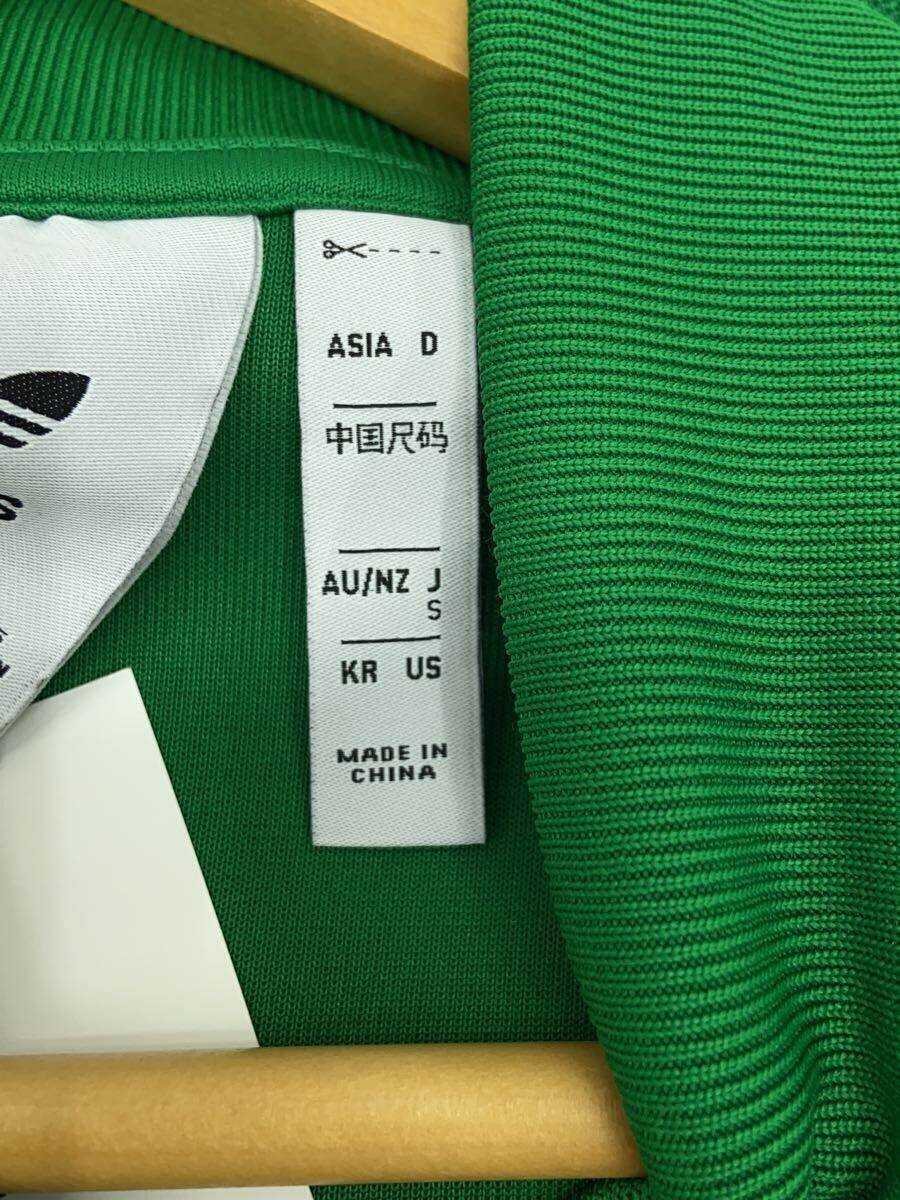 ASIA D
中国尺码
AU/NZ J
S
KR US
MADE IN
CHINA